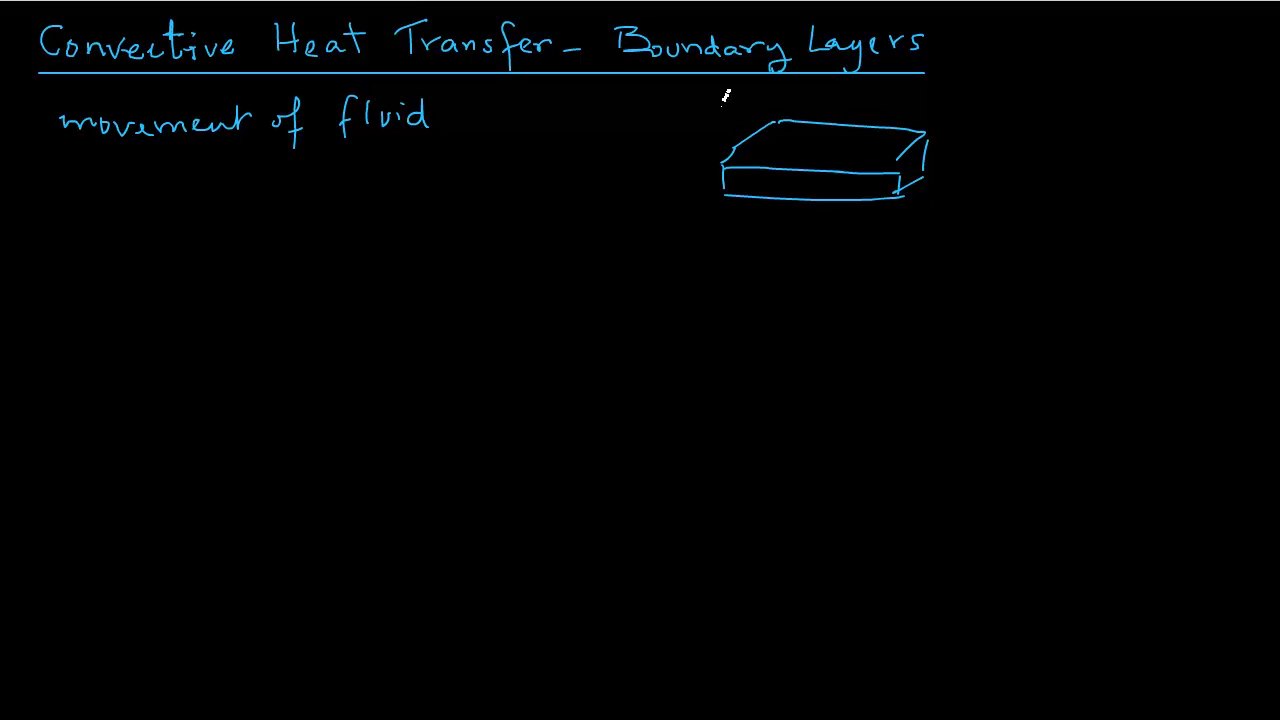 Convective Heat Transfer - Boundary Layers
movement of fluid